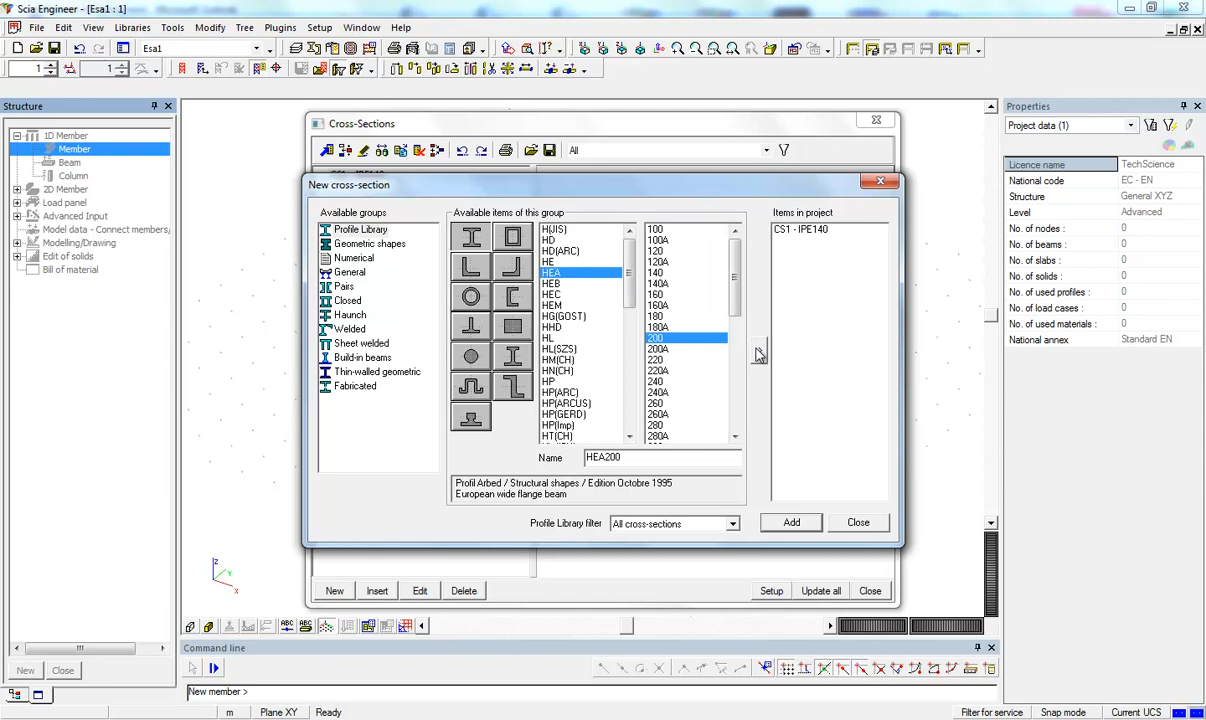 Scia Engineer - [Esa1 : 1]
File Edit View Libraries Tools Modify Tree Plugins Setup Window Help
Esa1
1 1
Structure
1D Member
Member
Beam
Column
2D Member
Load panel
Advanced Input
Model data - Connect members/
Modelling/Drawing
Edit of solids
Bill of material
New Close
Cross-Sections
All
New cross-section
Available groups
Profile Library
Geometric shapes
Numerical
General
Pairs
Closed
Haunch
Welded
Sheet welded
Build-in beams
Thin-walled geometric
Fabricated
Available items of this group
H(JIS)
HD
HD(ARC)
HE
HEA
HEB
HEC
HEM
HG(GOST)
HHD
HL
HL(SZS)
HM(CH)
HN(CH)
HP
HP(ARC)
HP(ARCUS)
HP(GERD)
HP(Imp)
HT(CH)
100
100A
120
120A
140
140A
160
160A
180
180A
200
200A
220
220A
240
240A
260
260A
280
280A
Name HEA200
Profil Arbed / Structural shapes / Edition Octobre 1995
European wide flange beam
Profile Library filter All cross-sections
Items in project
CS1 - IPE140
Add Close
New Insert Edit Delete Setup Update all Close
Properties
Project data (1)
Licence name TechScience
National code EC - EN
Structure General XYZ
Level Advanced
No. of nodes : 0
No. of beams : 0
No. of slabs : 0
No. of solids : 0
No. of used profiles : 0
No. of load cases : 0
No. of used materials : 0
National annex Standard EN
Z
Y
X
Command line
New member >
m Plane XY Ready Filter for service Snap mode Current UCS